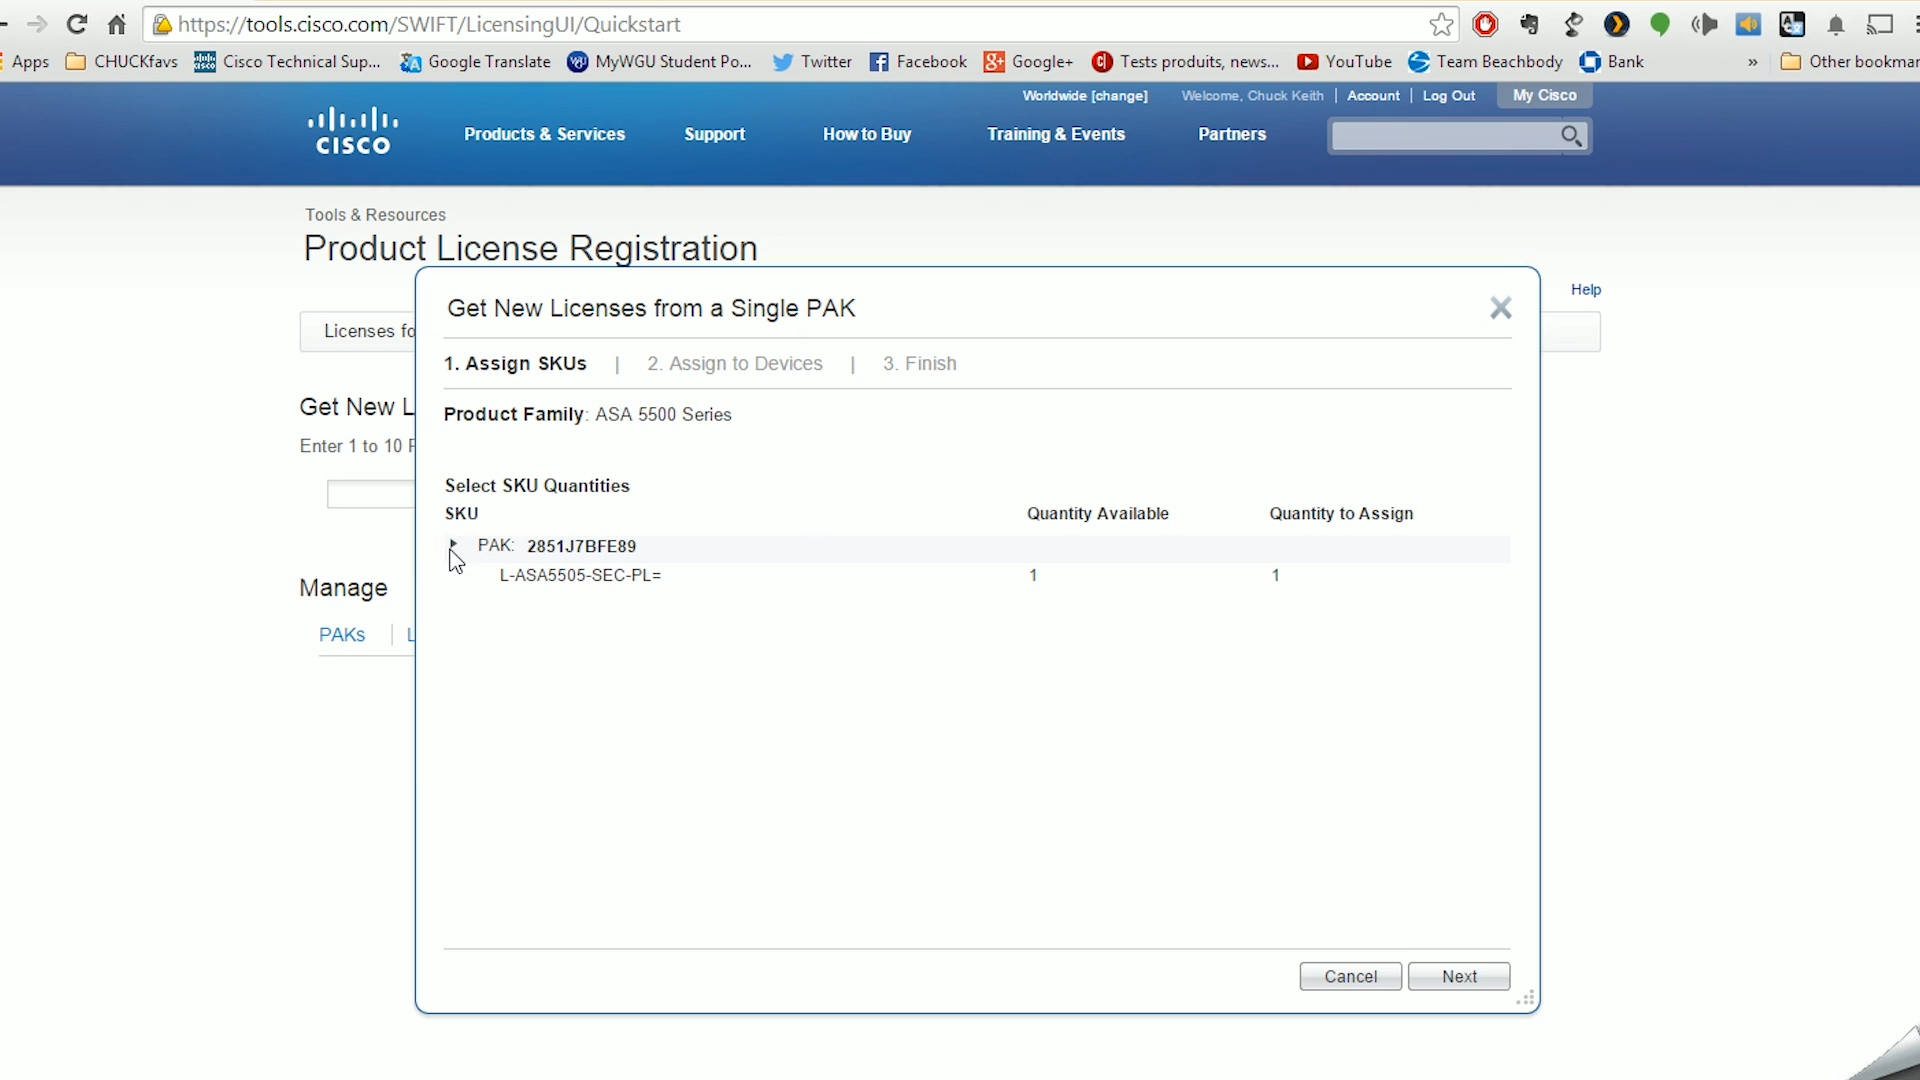 https://tools.cisco.com/SWIFT/LicensingUI/Quickstart
Apps CHUCKfavs Cisco Technical Sup... Google Translate MyWGU Student Po... Twitter Facebook Google+ Tests produits, news... YouTube Team Beachbody Bank » Other bookmar
Worldwide [change] Welcome, Chuck Keith | Account | Log Out My Cisco
CISCO Products & Services Support How to Buy Training & Events Partners
Tools & Resources
Product License Registration
Help
Licenses fo
Get New L
Enter 1 to 10 P
Manage
PAKs | L
Get New Licenses from a Single PAK
1. Assign SKUs | 2. Assign to Devices | 3. Finish
Product Family: ASA 5500 Series
Select SKU Quantities
SKU Quantity Available Quantity to Assign
PAK: 2851J7BFE89
L-ASA5505-SEC-PL= 1 1
Cancel Next